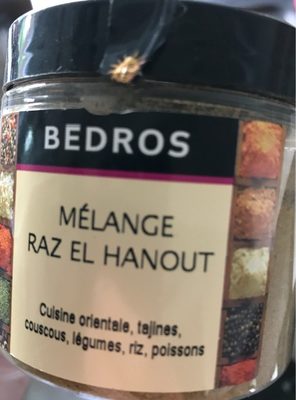 BEDROS
MÉLANGE
RAZ EL HANOUT
Cuisine orientale, tajines,
couscous, légumes, riz, poissons